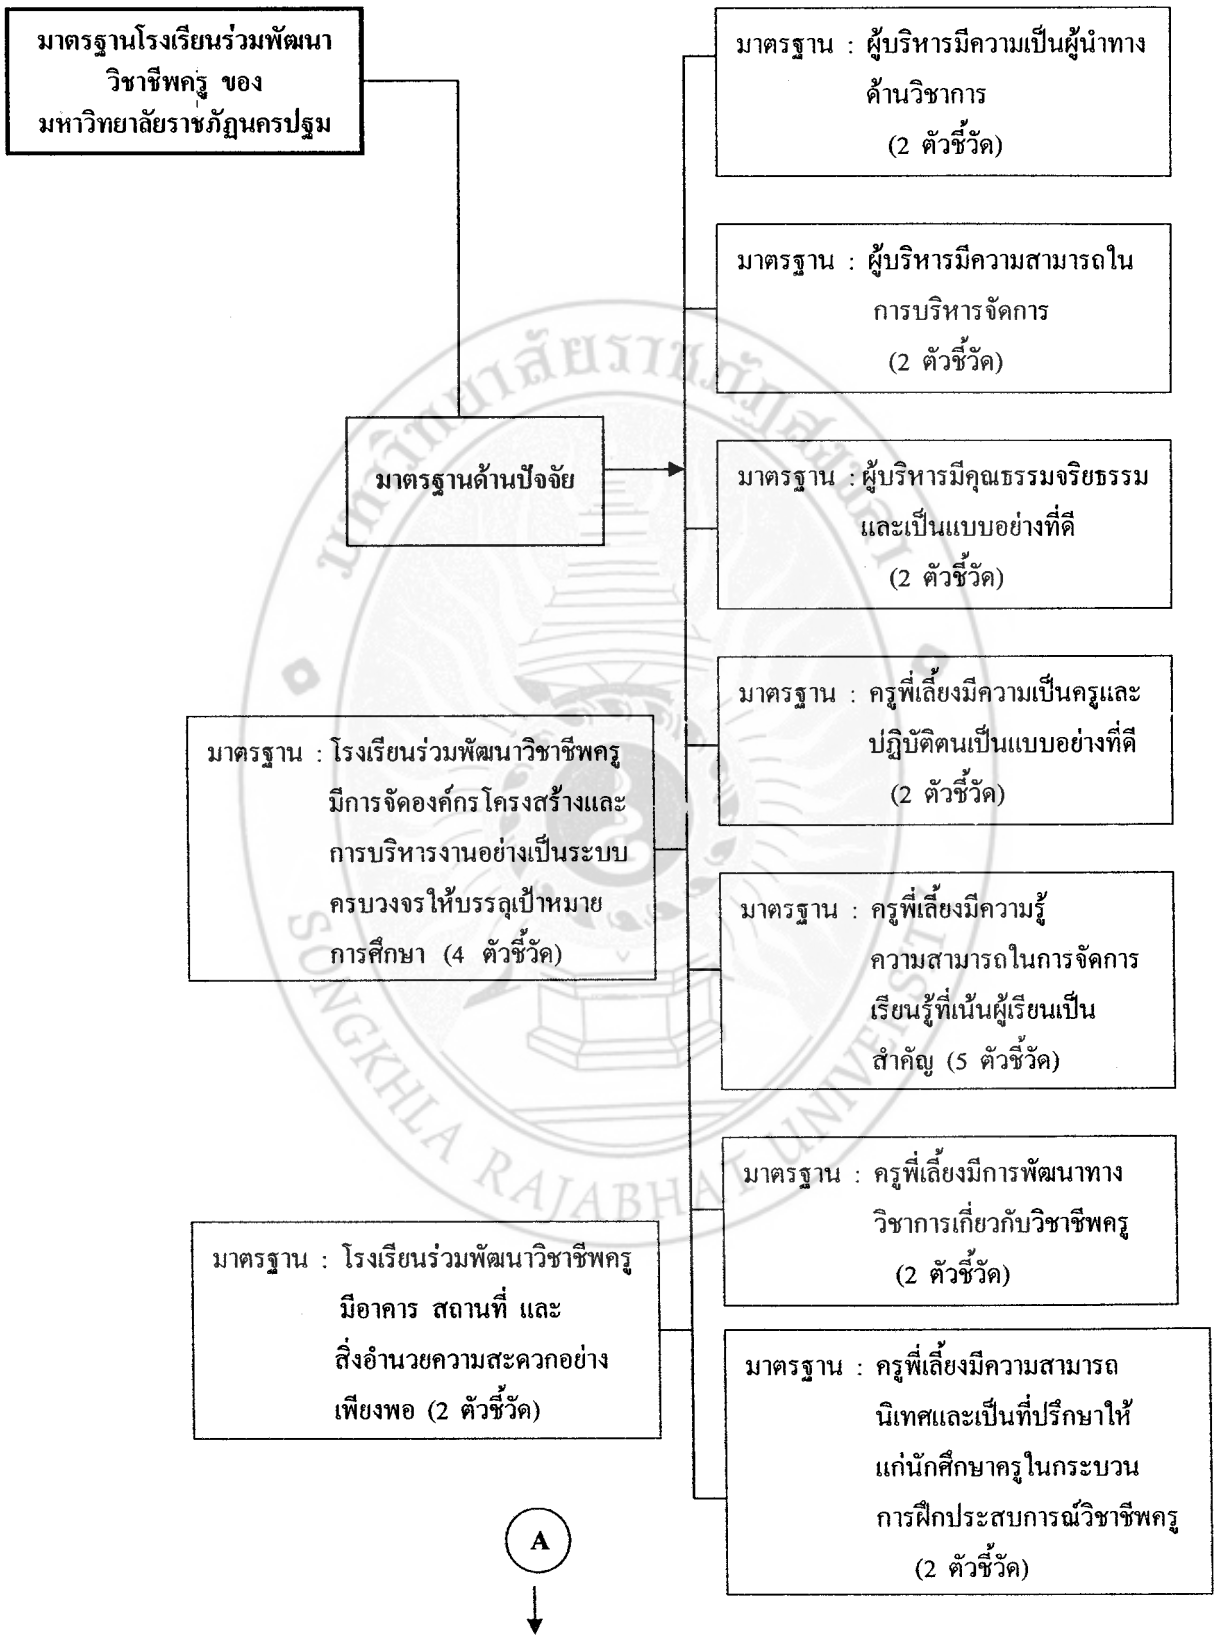 มาตรฐานโรงเรียนร่วมพัฒนา
วิชาชีพครู ของ
มหาวิทยาลัยราชภัฏนครปฐม
มาตรฐาน : ผู้บริหารมีความเป็นผู้นำทาง
ด้านวิชาการ
(2 ตัวชี้วัด)
มาตรฐาน : ผู้บริหารมีความสามารถใน
การบริหารจัดการ
(2 ตัวชี้วัด)
มาตรฐานด้านปัจจัย
มาตรฐาน : ผู้บริหารมีคุณธรรมจริยธรรม
และเป็นแบบอย่างที่ดี
(2 ตัวชี้วัด)
มาตรฐาน : ครูพี่เลี้ยงมีความเป็นครูและ
ปฏิบัติตนเป็นแบบอย่างที่ดี
(2 ตัวชี้วัด)
มาตรฐาน : โรงเรียนร่วมพัฒนาวิชาชีพครู
มีการจัดองค์กรโครงสร้างและ
การบริหารงานอย่างเป็นระบบ
ครบวงจรให้บรรลุเป้าหมาย
การศึกษา (4 ตัวชี้วัด)
มาตรฐาน : ครูพี่เลี้ยงมีความรู้
ความสามารถในการจัดการ
เรียนรู้ที่เน้นผู้เรียนเป็น
สำคัญ (5 ตัวชี้วัด)
มาตรฐาน : ครูพี่เลี้ยงมีการพัฒนาทาง
วิชาการเกี่ยวกับวิชาชีพครู
(2 ตัวชี้วัด)
มาตรฐาน : โรงเรียนร่วมพัฒนาวิชาชีพครู
มีอาคาร สถานที่ และ
สิ่งอำนวยความสะดวกอย่าง
เพียงพอ (2 ตัวชี้วัด)
มาตรฐาน : ครูพี่เลี้ยงมีความสามารถ
นิเทศและเป็นที่ปรึกษาให้
แก่นักศึกษาครูในกระบวน
การฝึกประสบการณ์วิชาชีพครู
(2 ตัวชี้วัด)
A
มหาวิทยาลัยราชภัฏสงขลา
SONGKHLA RAJABHAT UNIVERSITY